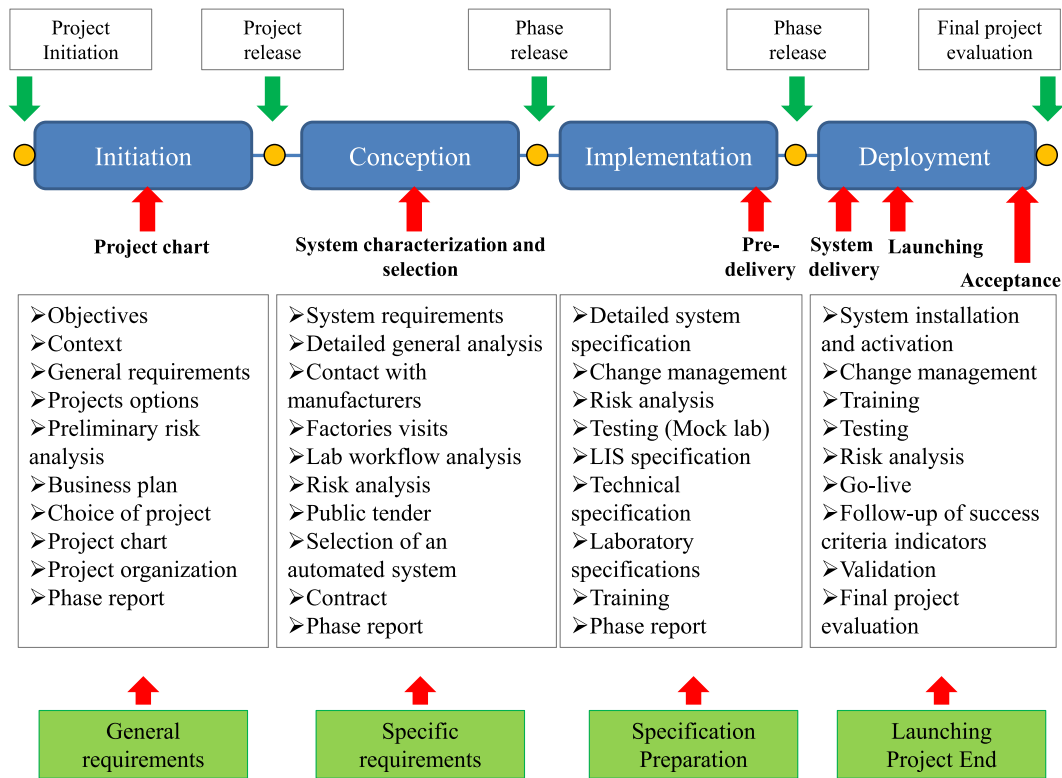 Project
Initiation
Project
release
Phase
release
Phase
release
Final project
evaluation
Initiation
Conception
Implementation
Deployment
Project chart
System characterization and
selection
Pre-
delivery
System
delivery
Launching
Acceptance
➢Objectives
➢Context
➢General requirements
➢Projects options
➢Preliminary risk
analysis
➢Business plan
➢Choice of project
➢Project chart
➢Project organization
➢Phase report
➢System requirements
➢Detailed general analysis
➢Contact with
manufacturers
➢Factories visits
➢Lab workflow analysis
➢Risk analysis
➢Public tender
➢Selection of an
automated system
➢Contract
➢Phase report
➢Detailed system
specification
➢Change management
➢Risk analysis
➢Testing (Mock lab)
➢LIS specification
➢Technical
specification
➢Laboratory
specifications
➢Training
➢Phase report
➢System installation
and activation
➢Change management
➢Training
➢Testing
➢Risk analysis
➢Go-live
➢Follow-up of success
criteria indicators
➢Validation
➢Final project
evaluation
General
requirements
Specific
requirements
Specification
Preparation
Launching
Project End